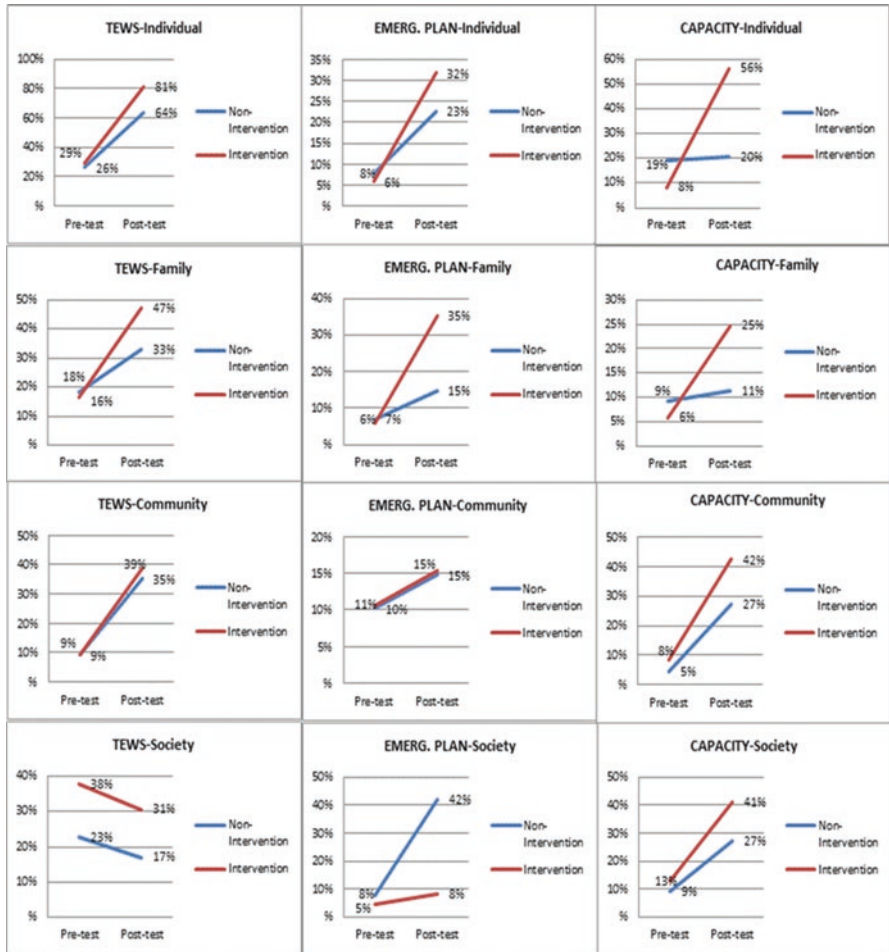 TEWS-Individual
100%
80%
60%
40%
20%
%
29%
26%
81%
64%
Pre-test Post-test
Non-
Intervention
Intervention
EMERG. PLAN-Individual
35%
30%
25%
20%
15%
10%
5%
%
8%
6%
32%
23%
Pre-test Post-test
Non-
Intervention
Intervention
CAPACITY-Individual
60%
50%
40%
30%
20%
10%
%
19%
8%
56%
20%
Pre-test Post-test
Non-
Intervention
Intervention
TEWS-Family
50%
40%
30%
20%
10%
%
18%
16%
47%
33%
Pre-test Post-test
Non-
Intervention
Intervention
EMERG. PLAN-Family
40%
30%
20%
10%
%
6% 7%
35%
15%
Pre-test Post-test
Non-
Intervention
Intervention
CAPACITY-Family
30%
25%
20%
15%
10%
5%
%
9%
6%
25%
11%
Pre-test Post-test
Non-
Intervention
Intervention
TEWS-Community
50%
40%
30%
20%
10%
%
9%
9%
39%
35%
Pre-test Post-test
Non-
Intervention
Intervention
EMERG. PLAN-Community
20%
15%
10%
5%
%
11%
10%
15%
15%
Pre-test Post-test
Non-
Intervention
Intervention
CAPACITY-Community
50%
40%
30%
20%
10%
%
8%
5%
42%
27%
Pre-test Post-test
Non-
Intervention
Intervention
TEWS-Society
40%
30%
20%
10%
%
38%
23%
31%
17%
Pre-test Post-test
Non-
Intervention
Intervention
EMERG. PLAN-Society
50%
40%
30%
20%
10%
%
8%
5%
42%
8%
Pre-test Post-test
Non-
Intervention
Intervention
CAPACITY-Society
50%
40%
30%
20%
10%
%
13%
9%
41%
27%
Pre-test Post-test
Non-
Intervention
Intervention